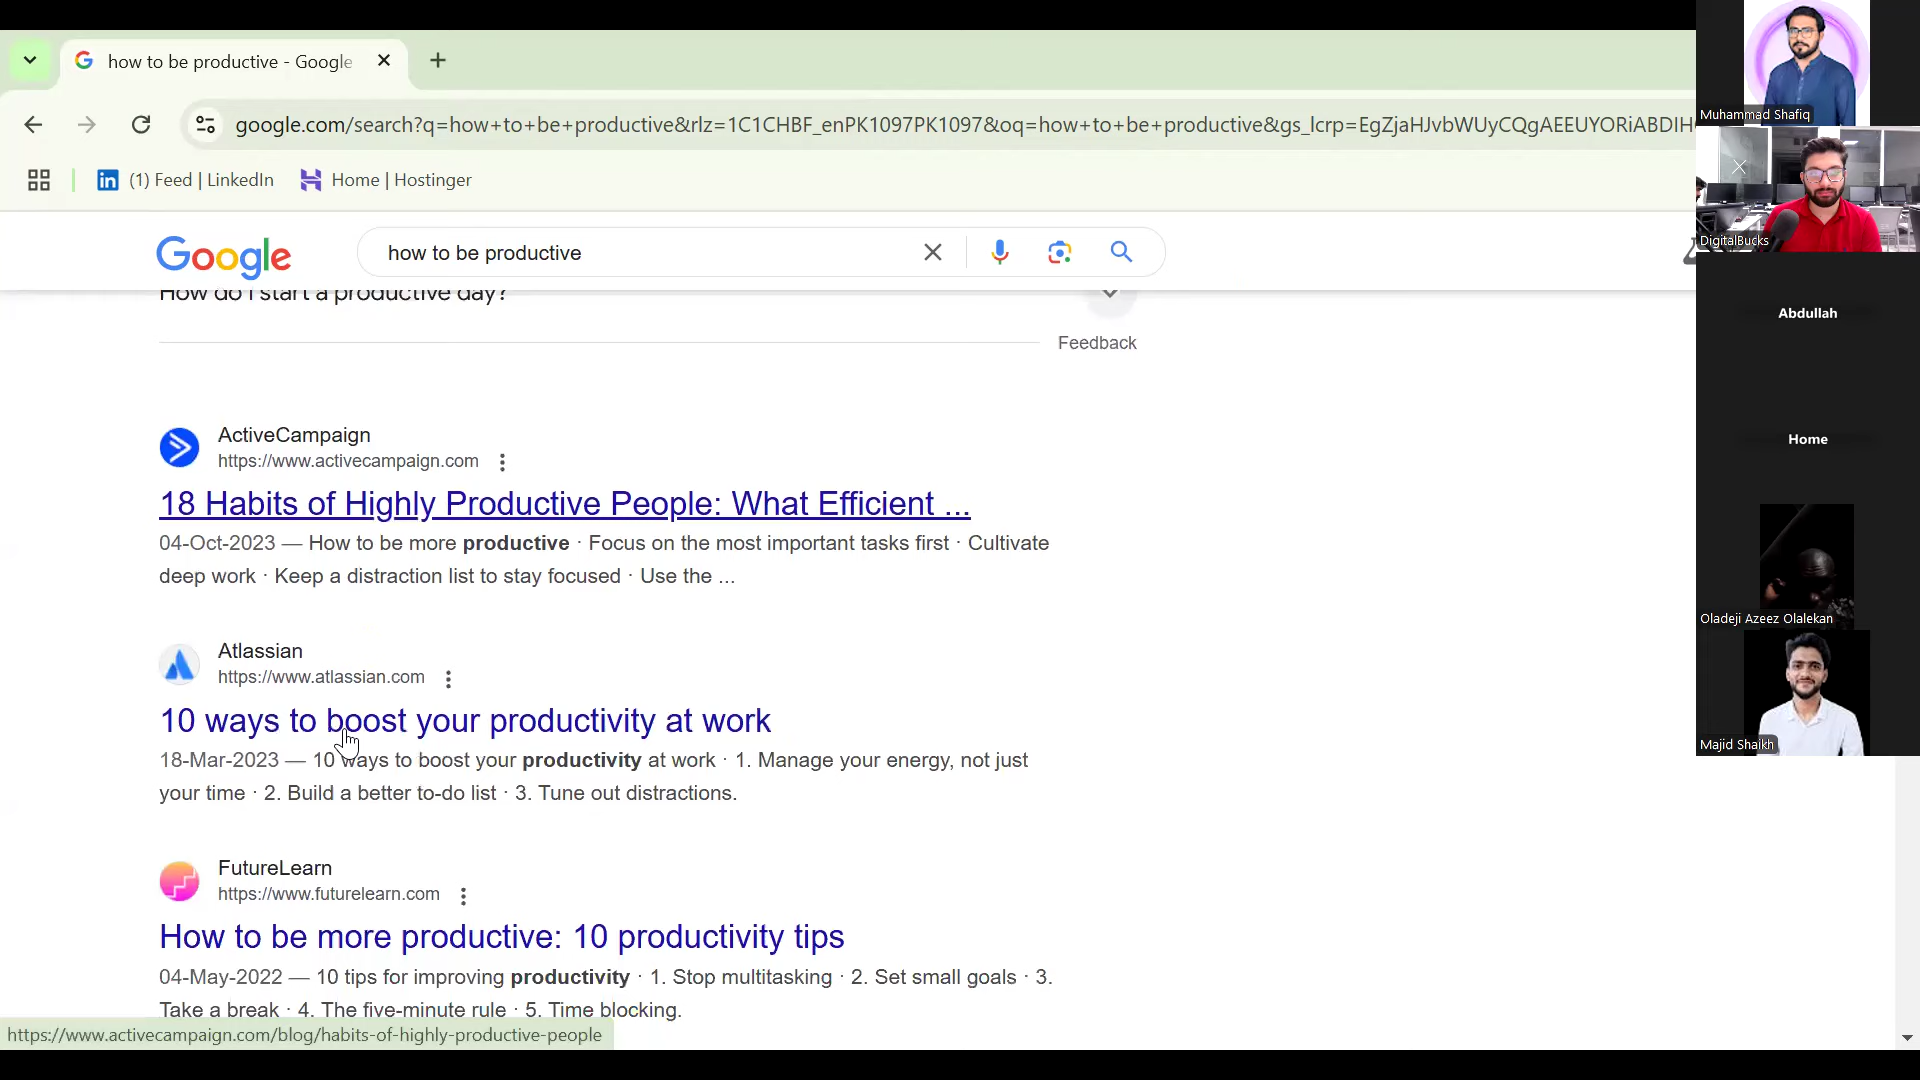 how to be productive - Google
google.com/search?q=how+to+be+productive&rlz=1C1CHBF_enPK1097PK1097&oq=how+to+be+productive&gs_lcrp=EgZjaHJvbWUyCQgAEEUYORiABDIH
(1) Feed | LinkedIn
Home | Hostinger
Google
how to be productive
How do I start a productive day?
Feedback
ActiveCampaign
https://www.activecampaign.com
18 Habits of Highly Productive People: What Efficient ...
04-Oct-2023 — How to be more productive · Focus on the most important tasks first · Cultivate
deep work · Keep a distraction list to stay focused · Use the ...
Atlassian
https://www.atlassian.com
10 ways to boost your productivity at work
18-Mar-2023 — 10 ways to boost your productivity at work · 1. Manage your energy, not just
your time · 2. Build a better to-do list · 3. Tune out distractions.
FutureLearn
https://www.futurelearn.com
How to be more productive: 10 productivity tips
04-May-2022 — 10 tips for improving productivity · 1. Stop multitasking · 2. Set small goals · 3.
Take a break · 4. The five-minute rule · 5. Time blocking.
https://www.activecampaign.com/blog/habits-of-highly-productive-people
Muhammad Shafiq
DigitalBucks
Abdullah
Home
Oladeji Azeez Olalekan
Majid Shaikh